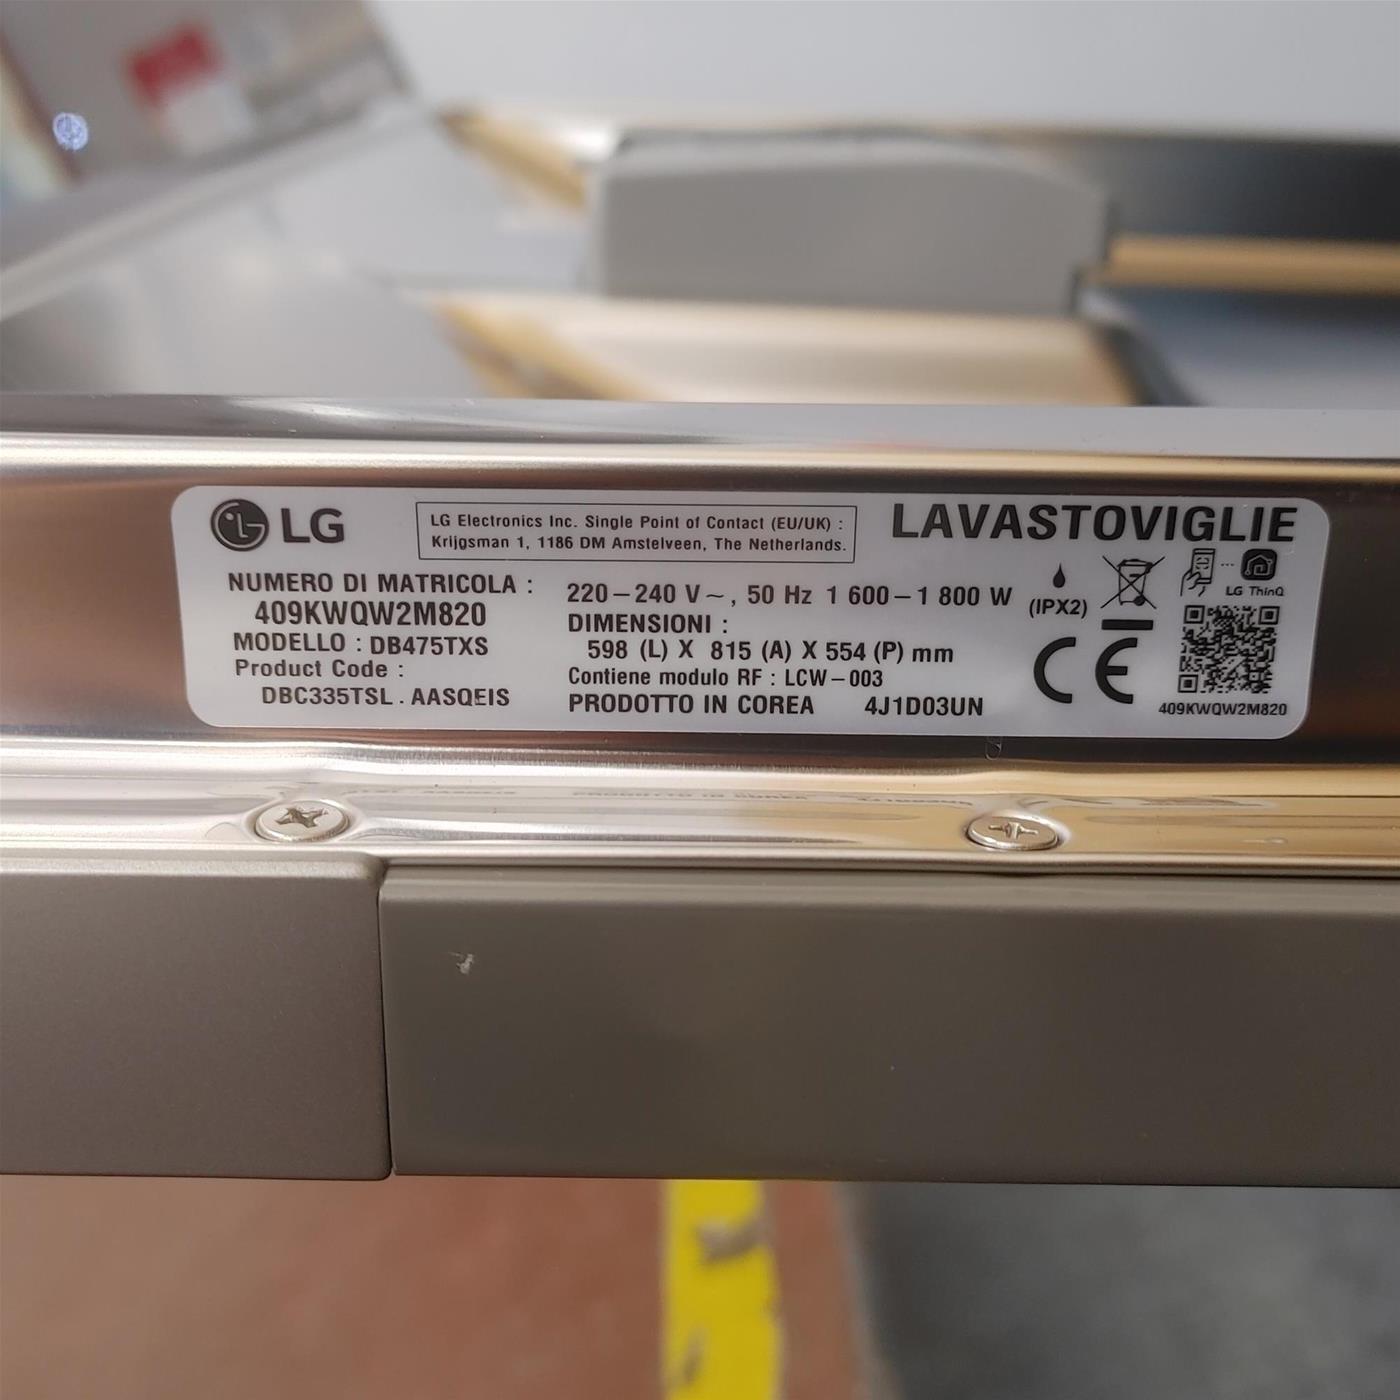 LG
LG Electronics Inc. Single Point of Contact (EU/UK) :
Krijgsman 1, 1186 DM Amstelveen, The Netherlands.
LAVASTOVIGLIE
NUMERO DI MATRICOLA :
409KWQW2M820
MODELLO : DB475TXS
Product Code :
DBC335TSL . AASQEIS
220–240 V~, 50 Hz 1 600–1 800 W
DIMENSIONI :
598 (L) X 815 (A) X 554 (P) mm
Contiene modulo RF : LCW–003
PRODOTTO IN COREA 4J1D03UN
(IPX2)
CE
LG ThinQ
409KWQW2M820